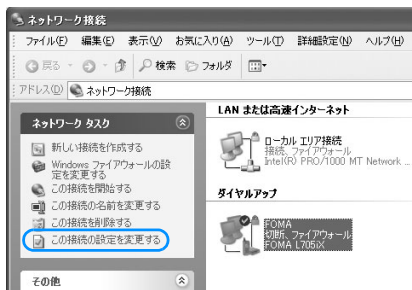 ネットワーク接続
ファイル(F) 編集(E) 表示(V) お気に入り(A) ツール(T) 詳細設定(N) ヘルプ(H)
戻る 検索 フォルダ
アドレス(D) ネットワーク接続
ネットワーク タスク
新しい接続を作成する
Windows ファイアウォールの設
定を変更する
この接続を開始する
この接続の名前を変更する
この接続を削除する
この接続の設定を変更する
その他
LAN または高速インターネット
ローカル エリア接続
接続、ファイアウォール
Intel(R) PRO/1000 MT Network ...
ダイヤルアップ
FOMA
切断、ファイアウォール
FOMA L705iX